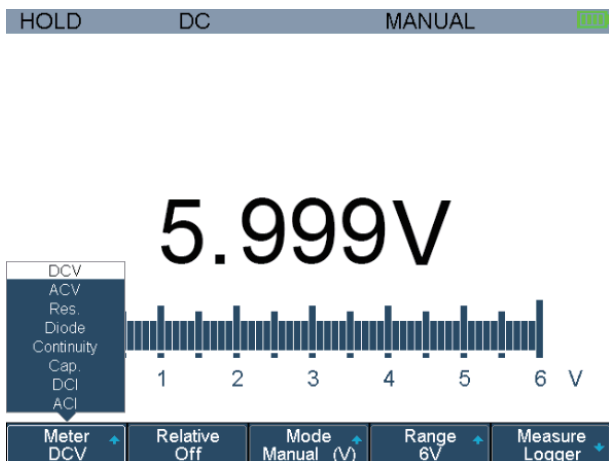 HOLD DC MANUAL
5.999V
DCV
ACV
Res.
Diode
Continuity
Cap.
DCI
ACI
1 2 3 4 5 6 V
Meter Relative Mode Range Measure
DCV Off Manual (V) 6V Logger